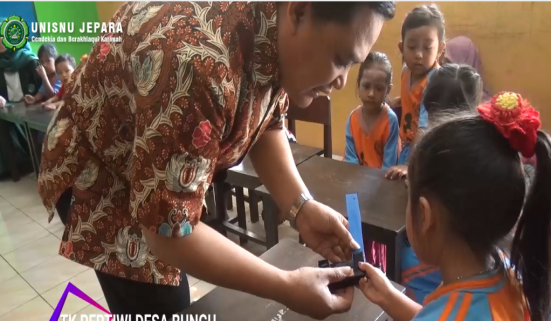 UNISNU JEPARA
Cendekia dan Berakhlaqul Karimah
TK PERTIWI DESA BUNGU